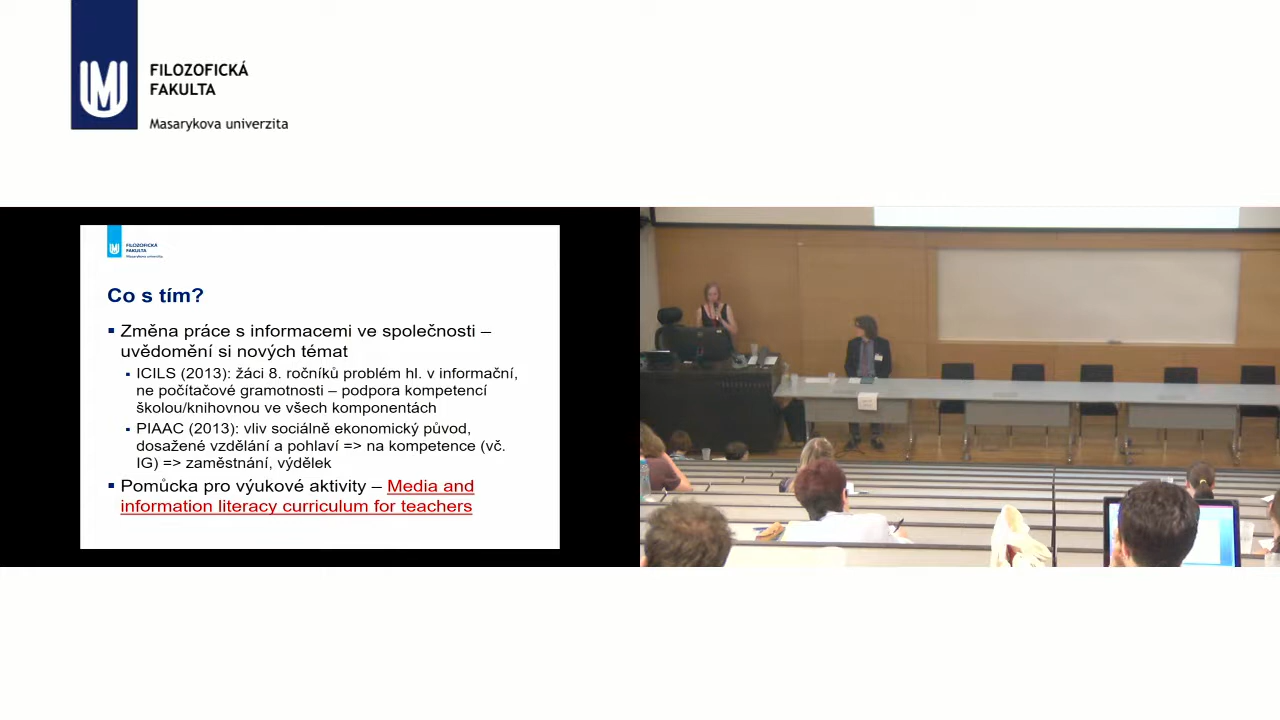 FILOZOFICKÁ
FAKULTA
Masarykova univerzita
FILOZOFICKÁ
FAKULTA
Masarykova univerzita
Co s tím?
Změna práce s informacemi ve společnosti –
uvědomění si nových témat
ICILS (2013): žáci 8. ročníků problém hl. v informační,
ne počítačové gramotnosti – podpora kompetencí
školou/knihovnou ve všech komponentách
PIAAC (2013): vliv sociálně ekonomický původ,
dosažené vzdělání a pohlaví => na kompetence (vč.
IG) => zaměstnání, výdělek
Pomůcka pro výukové aktivity – Media and
information literacy curriculum for teachers